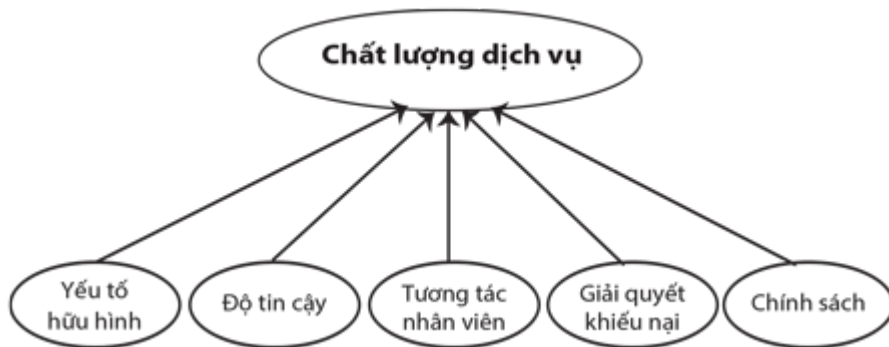 Chất lượng dịch vụ
Yếu tố
hữu hình
Độ tin cậy
Tương tác
nhân viên
Giải quyết
khiếu nại
Chính sách